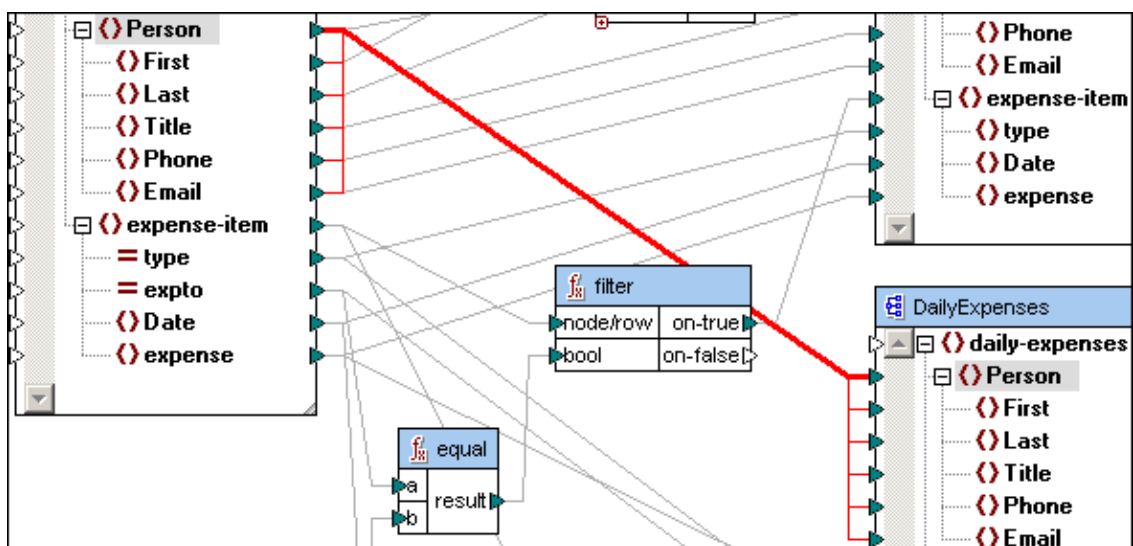 Person
First
Last
Title
Phone
Email
expense-item
type
expto
Date
expense
fx filter
node/row on-true
bool on-false
fx equal
a
result
b
Phone
Email
expense-item
type
Date
expense
DailyExpenses
daily-expenses
Person
First
Last
Title
Phone
Email